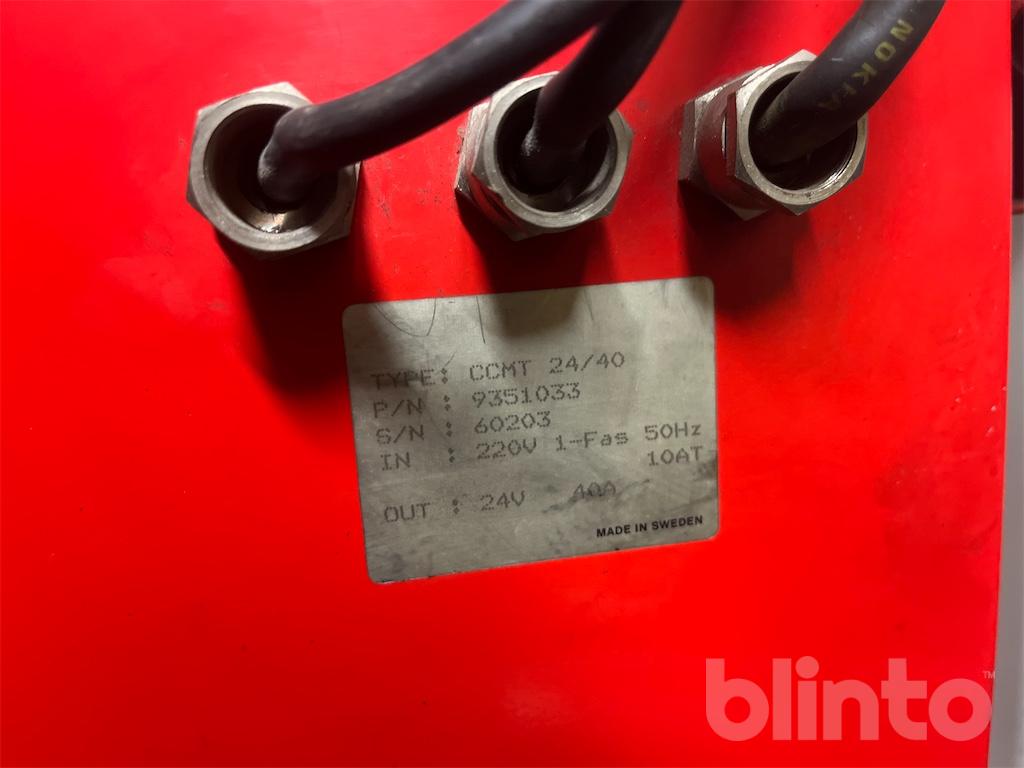 NOKIA
TYPE: CCMT 24/40
P/N : 9351033
S/N : 60203
IN : 220V 1-Fas 50Hz
10AT
OUT : 24V 40A
MADE IN SWEDEN
blinto™